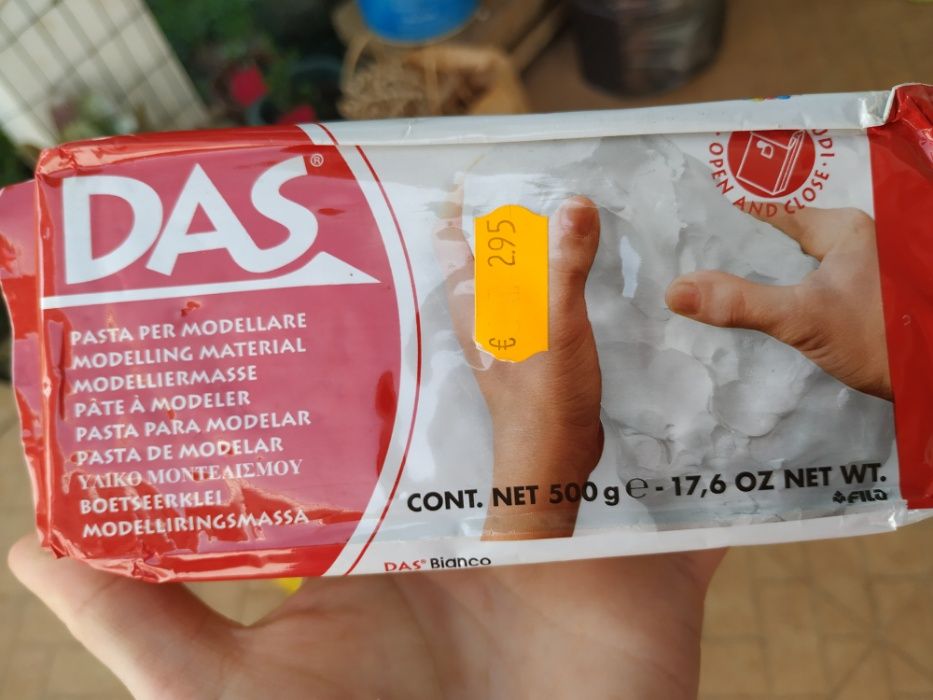 DAS®
PASTA PER MODELLARE
MODELLING MATERIAL
MODELLIERMASSE
PÂTE À MODELER
PASTA PARA MODELAR
PASTA DE MODELAR
ΥΛΙΚΟ ΜΟΝΤΕΛΙΣΜΟΥ
BOETSEERKLEI
MODELLIRINGSMASSA
€ 2.95
OPEN AND CLOSE
CONT. NET 500 g ℮ - 17,6 OZ NET WT.
FILA
DAS® Bianco